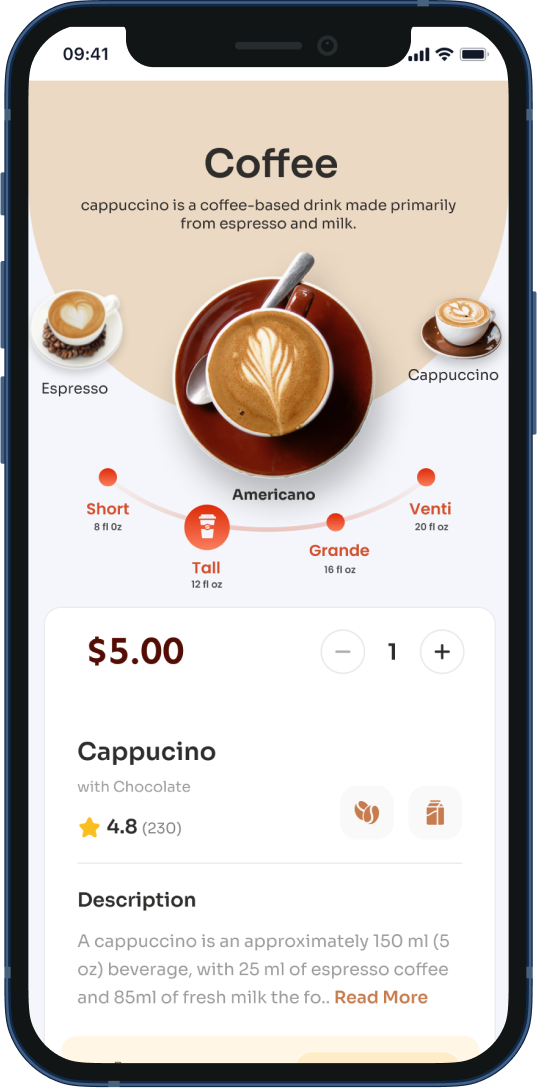 09:41
Coffee
cappuccino is a coffee-based drink made primarily
from espresso and milk.
Espresso
Cappuccino
Americano
Short
8 fl 0z
Tall
12 fl oz
Grande
16 fl oz
Venti
20 fl oz
$5.00
1
Cappucino
with Chocolate
4.8 (230)
Description
A cappuccino is an approximately 150 ml (5
oz) beverage, with 25 ml of espresso coffee
and 85ml of fresh milk the fo.. Read More